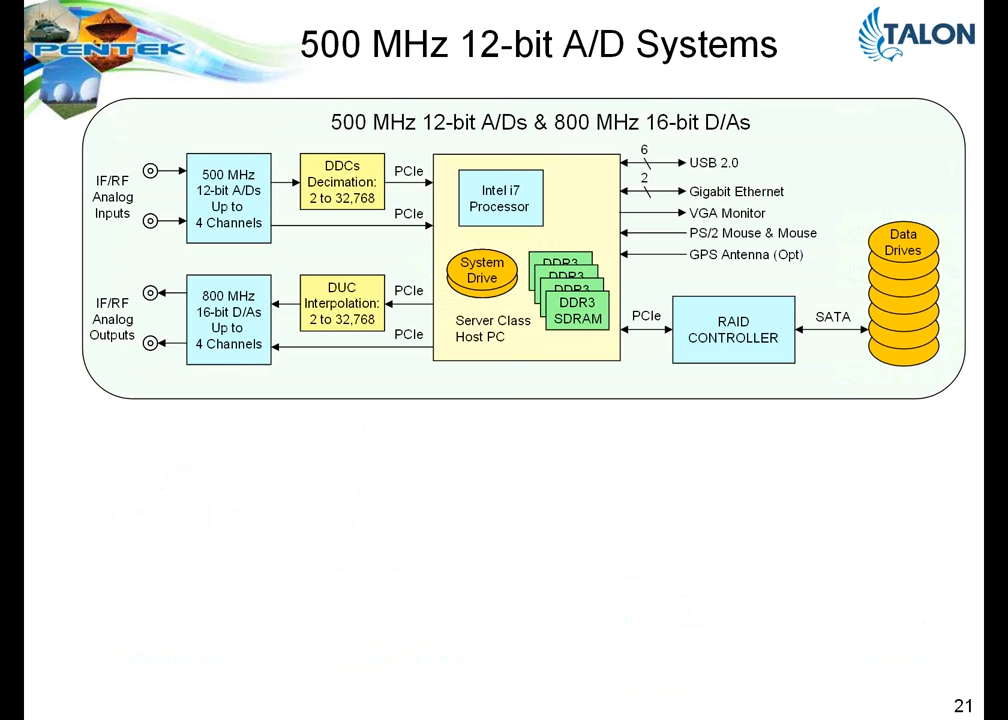 PENTEK
500 MHz 12-bit A/D Systems
TALON
500 MHz 12-bit A/Ds & 800 MHz 16-bit D/As
IF/RF
Analog
Inputs
500 MHz
12-bit A/Ds
Up to
4 Channels
DDCs
Decimation:
2 to 32,768
PCIe
PCIe
Intel i7
Processor
System
Drive
DDR3
DDR3
DDR3
DDR3
SDRAM
Server Class
Host PC
6
USB 2.0
2
Gigabit Ethernet
VGA Monitor
PS/2 Mouse & Mouse
GPS Antenna (Opt)
Data
Drives
IF/RF
Analog
Outputs
800 MHz
16-bit D/As
Up to
4 Channels
DUC
Interpolation:
2 to 32,768
PCIe
PCIe
PCIe
RAID
CONTROLLER
SATA
21